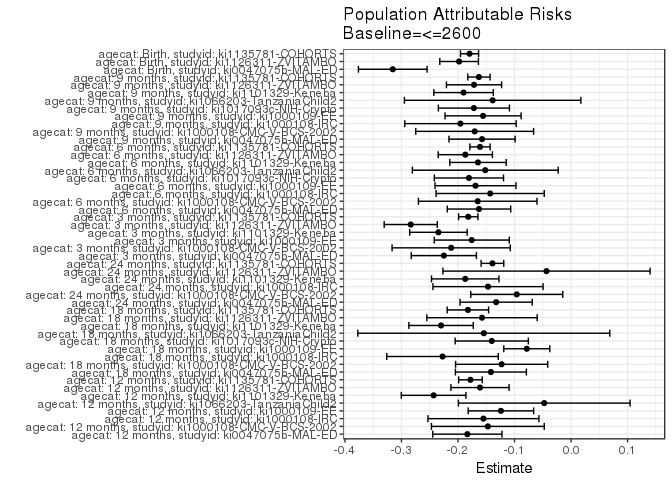 Population Attributable Risks
Baseline=<=2600
agecat: Birth, studyid: ki1135781-COHORTS
agecat: Birth, studyid: ki1126311-ZVITAMBO
agecat: Birth, studyid: ki0047075b-MAL-ED
agecat: 9 months, studyid: ki1135781-COHORTS
agecat: 9 months, studyid: ki1126311-ZVITAMBO
agecat: 9 months, studyid: ki1101329-Keneba
agecat: 9 months, studyid: ki1066203-TanzaniaChild2
agecat: 9 months, studyid: ki1017093c-NIH-Crypto
agecat: 9 months, studyid: ki1000109-EE
agecat: 9 months, studyid: ki1000108-IRC
agecat: 9 months, studyid: ki1000108-CMC-V-BCS-2002
agecat: 9 months, studyid: ki0047075b-MAL-ED
agecat: 6 months, studyid: ki1135781-COHORTS
agecat: 6 months, studyid: ki1126311-ZVITAMBO
agecat: 6 months, studyid: ki1101329-Keneba
agecat: 6 months, studyid: ki1066203-TanzaniaChild2
agecat: 6 months, studyid: ki1017093c-NIH-Crypto
agecat: 6 months, studyid: ki1000109-EE
agecat: 6 months, studyid: ki1000108-IRC
agecat: 6 months, studyid: ki1000108-CMC-V-BCS-2002
agecat: 6 months, studyid: ki0047075b-MAL-ED
agecat: 3 months, studyid: ki1135781-COHORTS
agecat: 3 months, studyid: ki1126311-ZVITAMBO
agecat: 3 months, studyid: ki1101329-Keneba
agecat: 3 months, studyid: ki1000109-EE
agecat: 3 months, studyid: ki1000108-CMC-V-BCS-2002
agecat: 3 months, studyid: ki0047075b-MAL-ED
agecat: 24 months, studyid: ki1135781-COHORTS
agecat: 24 months, studyid: ki1126311-ZVITAMBO
agecat: 24 months, studyid: ki1101329-Keneba
agecat: 24 months, studyid: ki1000108-IRC
agecat: 24 months, studyid: ki1000108-CMC-V-BCS-2002
agecat: 24 months, studyid: ki0047075b-MAL-ED
agecat: 18 months, studyid: ki1135781-COHORTS
agecat: 18 months, studyid: ki1126311-ZVITAMBO
agecat: 18 months, studyid: ki1101329-Keneba
agecat: 18 months, studyid: ki1066203-TanzaniaChild2
agecat: 18 months, studyid: ki1017093c-NIH-Crypto
agecat: 18 months, studyid: ki1000109-EE
agecat: 18 months, studyid: ki1000108-IRC
agecat: 18 months, studyid: ki1000108-CMC-V-BCS-2002
agecat: 18 months, studyid: ki0047075b-MAL-ED
agecat: 12 months, studyid: ki1135781-COHORTS
agecat: 12 months, studyid: ki1126311-ZVITAMBO
agecat: 12 months, studyid: ki1101329-Keneba
agecat: 12 months, studyid: ki1066203-TanzaniaChild2
agecat: 12 months, studyid: ki1000109-EE
agecat: 12 months, studyid: ki1000108-IRC
agecat: 12 months, studyid: ki1000108-CMC-V-BCS-2002
agecat: 12 months, studyid: ki0047075b-MAL-ED
-0.4 -0.3 -0.2 -0.1 0.0 0.1
Estimate